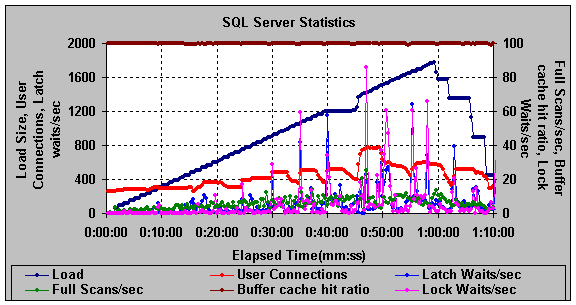 SQL Server Statistics
2000
1600
1200
800
400
0
Load Size, User
Connections, Latch
waits/sec
100
80
60
40
20
0
Full Scans/sec, Buffer
cache hit ratio, Lock
Waits/sec
0:00:00 0:10:00 0:20:00 0:30:00 0:40:00 0:50:00 1:00:00 1:10:00
Elapsed Time(mm:ss)
Load User Connections Latch Waits/sec
Full Scans/sec Buffer cache hit ratio Lock Waits/sec